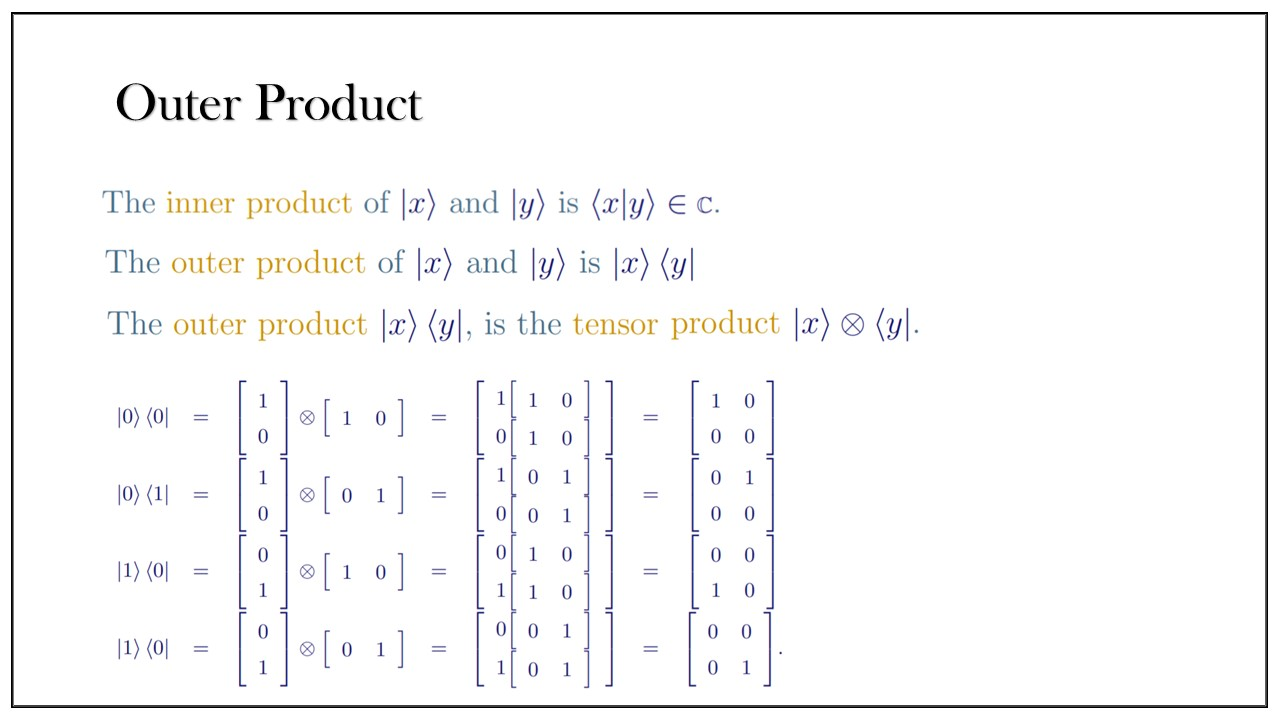 Outer Product
The inner product of |x⟩ and |y⟩ is ⟨x|y⟩ ∈ ℂ.
The outer product of |x⟩ and |y⟩ is |x⟩ ⟨y|
The outer product |x⟩ ⟨y|, is the tensor product |x⟩ ⊗ ⟨y|.
|0⟩ ⟨0| = [ 1 ; 0 ] ⊗ [ 1 0 ] = [ 1 [ 1 0 ] ; 0 [ 1 0 ] ] = [ 1 0 ; 0 0 ]
|0⟩ ⟨1| = [ 1 ; 0 ] ⊗ [ 0 1 ] = [ 1 [ 0 1 ] ; 0 [ 0 1 ] ] = [ 0 1 ; 0 0 ]
|1⟩ ⟨0| = [ 0 ; 1 ] ⊗ [ 1 0 ] = [ 0 [ 1 0 ] ; 1 [ 1 0 ] ] = [ 0 0 ; 1 0 ]
|1⟩ ⟨0| = [ 0 ; 1 ] ⊗ [ 0 1 ] = [ 0 [ 0 1 ] ; 1 [ 0 1 ] ] = [ 0 0 ; 0 1 ].